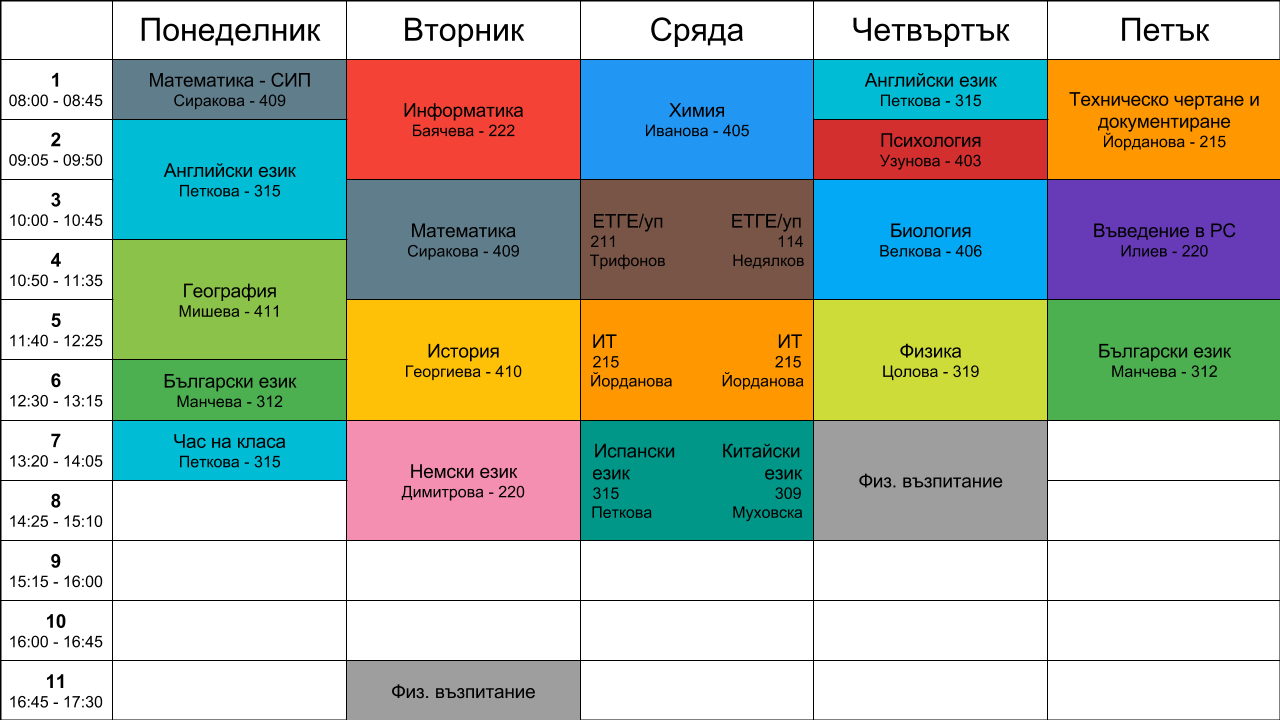 Понеделник
Вторник
Сряда
Четвъртък
Петък
1
08:00 - 08:45
Математика - СИП
Сиракова - 409
Информатика
Баячева - 222
Химия
Иванова - 405
Английски език
Петкова - 315
Техническо чертане и
документиране
Йорданова - 215
2
09:05 - 09:50
Английски език
Петкова - 315
Психология
Узунова - 403
3
10:00 - 10:45
Математика
Сиракова - 409
ЕТГЕ/уп
211
Трифонов
ЕТГЕ/уп
114
Недялков
Биология
Велкова - 406
Въведение в РС
Илиев - 220
4
10:50 - 11:35
География
Мишева - 411
5
11:40 - 12:25
История
Георгиева - 410
ИТ
215
Йорданова
ИТ
215
Йорданова
Физика
Цолова - 319
Български език
Манчева - 312
6
12:30 - 13:15
Български език
Манчева - 312
7
13:20 - 14:05
Час на класа
Петкова - 315
Немски език
Димитрова - 220
Испански
език
315
Петкова
Китайски
език
309
Муховска
Физ. възпитание
8
14:25 - 15:10
9
15:15 - 16:00
10
16:00 - 16:45
11
16:45 - 17:30
Физ. възпитание